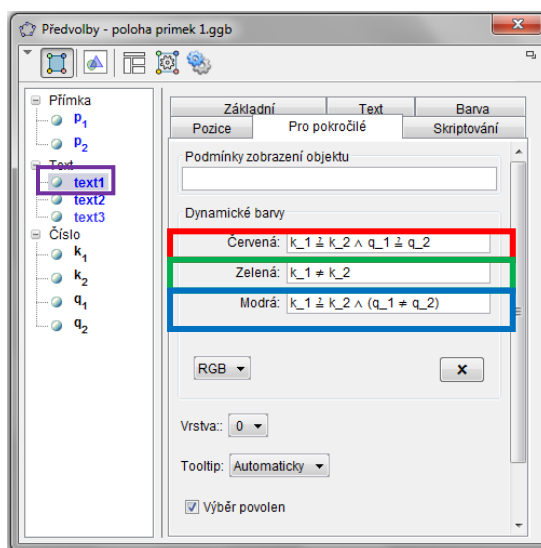 Předvolby - poloha primek 1.ggb
Přímka
p₁
p₂
Text
text1
text2
text3
Číslo
k₁
k₂
q₁
q₂
Základní Text Barva
Pozice Pro pokročilé Skriptování
Podmínky zobrazení objektu
Dynamické barvy
Červená: k_1 ≟ k_2 ∧ q_1 ≟ q_2
Zelená: k_1 ≠ k_2
Modrá: k_1 ≟ k_2 ∧ (q_1 ≠ q_2)
RGB
Vrstva:: 0
Tooltip: Automaticky
Výběr povolen